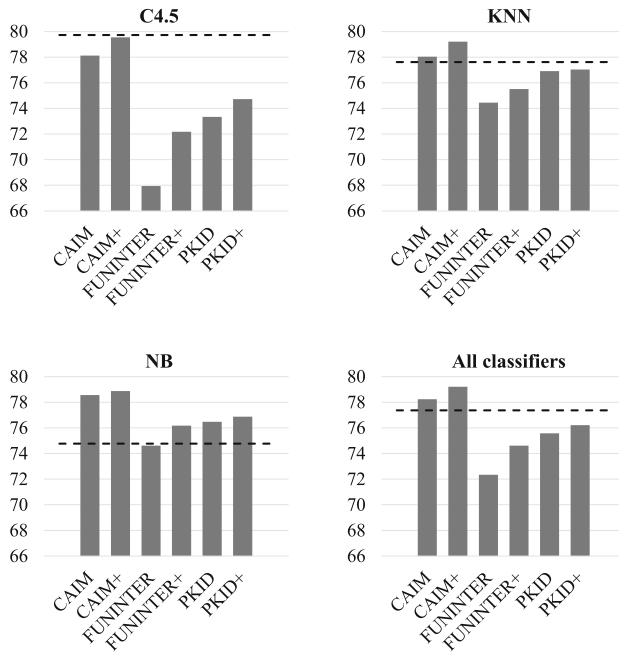 C4.5
80
78
76
74
72
70
68
66
CAIM
CAIM+
FUNINTER
FUNINTER+
PKID
PKID+
KNN
80
78
76
74
72
70
68
66
CAIM
CAIM+
FUNINTER
FUNINTER+
PKID
PKID+
NB
80
78
76
74
72
70
68
66
CAIM
CAIM+
FUNINTER
FUNINTER+
PKID
PKID+
All classifiers
80
78
76
74
72
70
68
66
CAIM
CAIM+
FUNINTER
FUNINTER+
PKID
PKID+